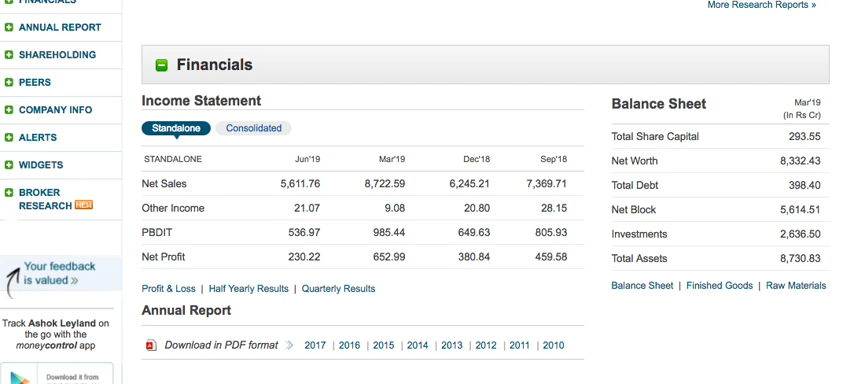 FINANCIALS
More Research Reports »
ANNUAL REPORT
SHAREHOLDING
PEERS
COMPANY INFO
ALERTS
WIDGETS
BROKER
RESEARCH NEW
Your feedback
is valued »
Track Ashok Leyland on
the go with the
moneycontrol app
Download it from
Financials
Income Statement
Standalone Consolidated
STANDALONE Jun'19 Mar'19 Dec'18 Sep'18
Net Sales 5,611.76 8,722.59 6,245.21 7,369.71
Other Income 21.07 9.08 20.80 28.15
PBDIT 536.97 985.44 649.63 805.93
Net Profit 230.22 652.99 380.84 459.58
Profit & Loss | Half Yearly Results | Quarterly Results
Annual Report
Download in PDF format » 2017 | 2016 | 2015 | 2014 | 2013 | 2012 | 2011 | 2010
Balance Sheet Mar'19
(In Rs Cr)
Total Share Capital 293.55
Net Worth 8,332.43
Total Debt 398.40
Net Block 5,614.51
Investments 2,636.50
Total Assets 8,730.83
Balance Sheet | Finished Goods | Raw Materials